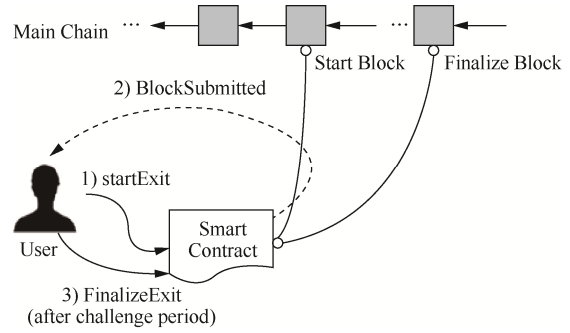 Main Chain ... ...
Start Block
Finalize Block
2) BlockSubmitted
1) startExit
User
Smart
Contract
3) FinalizeExit
(after challenge period)